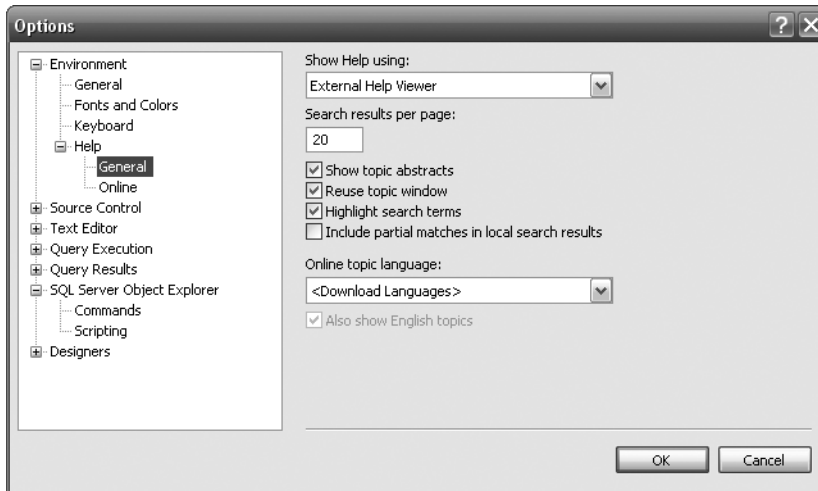 Options
Environment
General
Fonts and Colors
Keyboard
Help
General
Online
Source Control
Text Editor
Query Execution
Query Results
SQL Server Object Explorer
Commands
Scripting
Designers
Show Help using:
External Help Viewer
Search results per page:
20
Show topic abstracts
Reuse topic window
Highlight search terms
Include partial matches in local search results
Online topic language:
<Download Languages>
Also show English topics
OK
Cancel